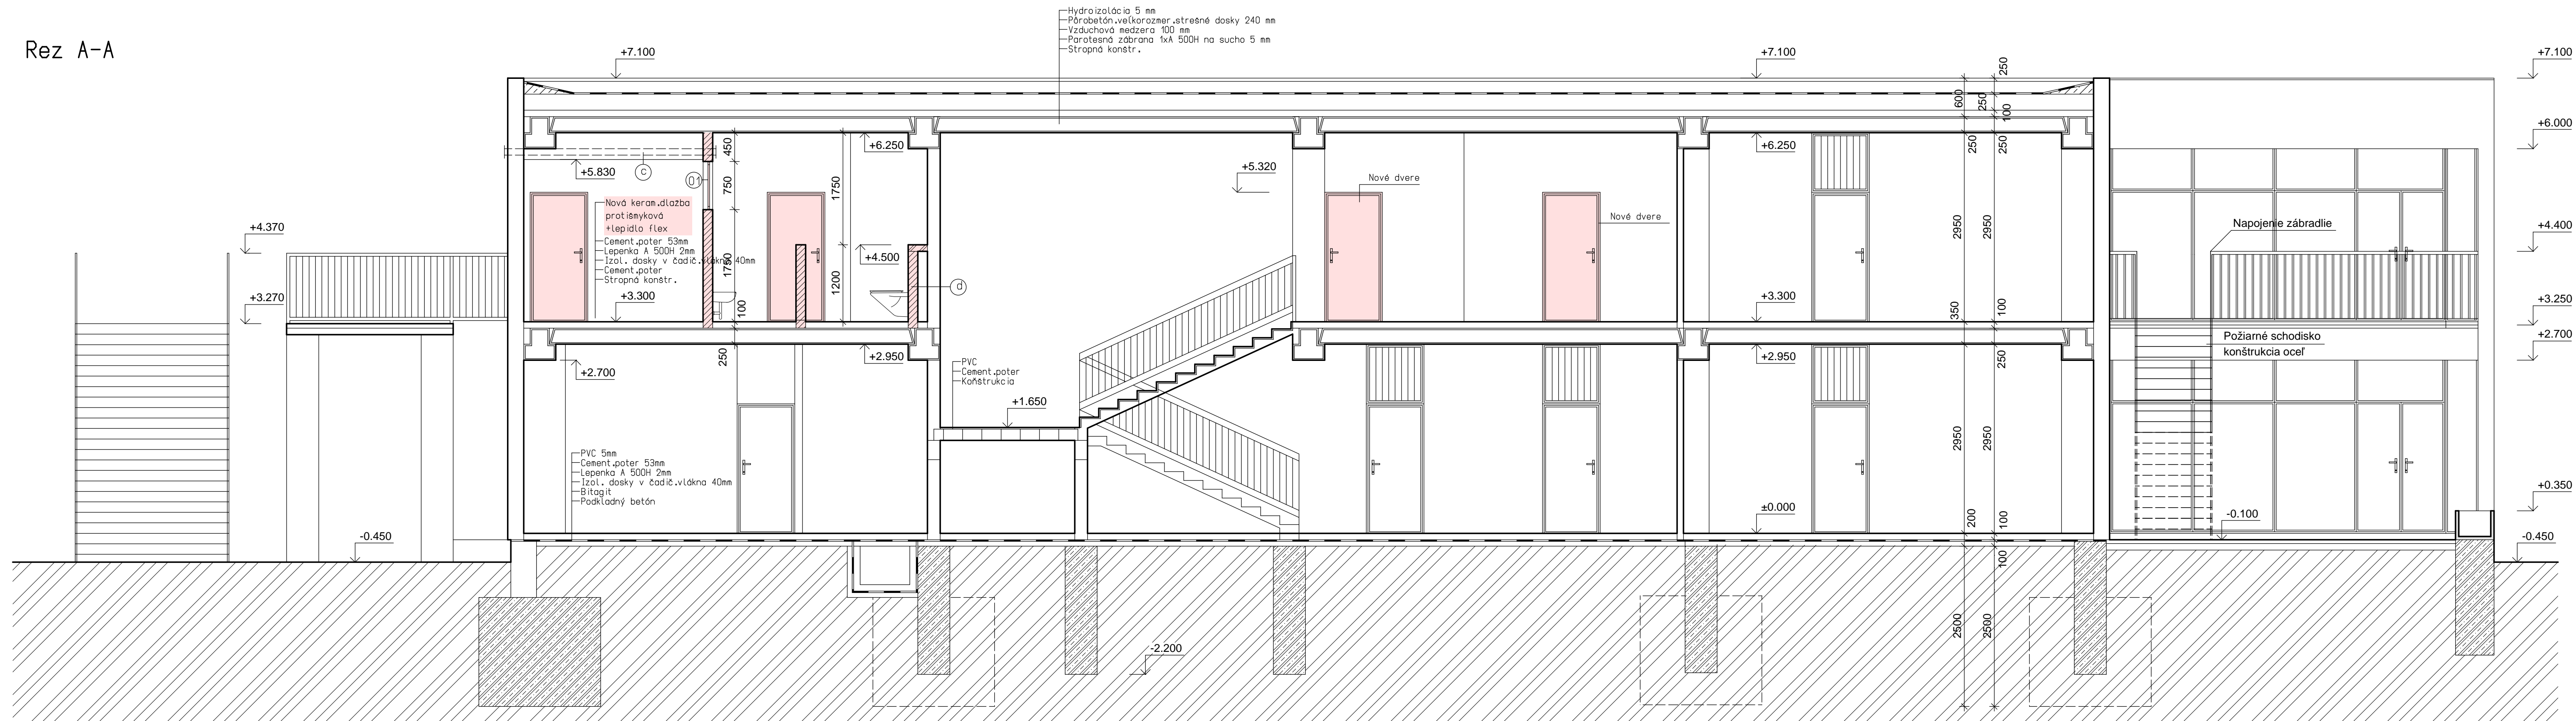 Rez A-A
Hydroizolácia 5 mm
Pórobetón.veľkorozmer.strešné dosky 240 mm
Vzduchová medzera 100 mm
Parotesná zábrana 1xA 500H na sucho 5 mm
Stropná konštr.
+7.100
+7.100
+7.100
250
600
250
100
250
250
+6.000
+6.250
+6.250
+5.830
c
01
450
750
1750
1750
1200
100
+5.320
Nové dvere
Nové dvere
Nová keram.dlažba
protišmyková
+lepidlo flex
Cement.poter 53mm
Lepenka A 500H 2mm
Izol. dosky v čadič.vlákna 40mm
Cement.poter
Stropná konštr.
+4.370
+3.270
+4.500
d
+3.300
+3.300
2950
2950
350
100
Napojenie zábradlie
+4.400
+3.250
+2.700
Požiarné schodisko
konštrukcia oceľ
250
+2.700
+2.950
+2.950
250
PVC
Cement.poter
Konštrukcia
+1.650
PVC 5mm
Cement.poter 53mm
Lepenka A 500H 2mm
Izol. dosky v čadič.vlákna 40mm
Bitagit
Podkladný betón
2950
2950
±0.000
200
100
100
+0.350
-0.100
-0.450
-0.450
-2.200
2500
2500